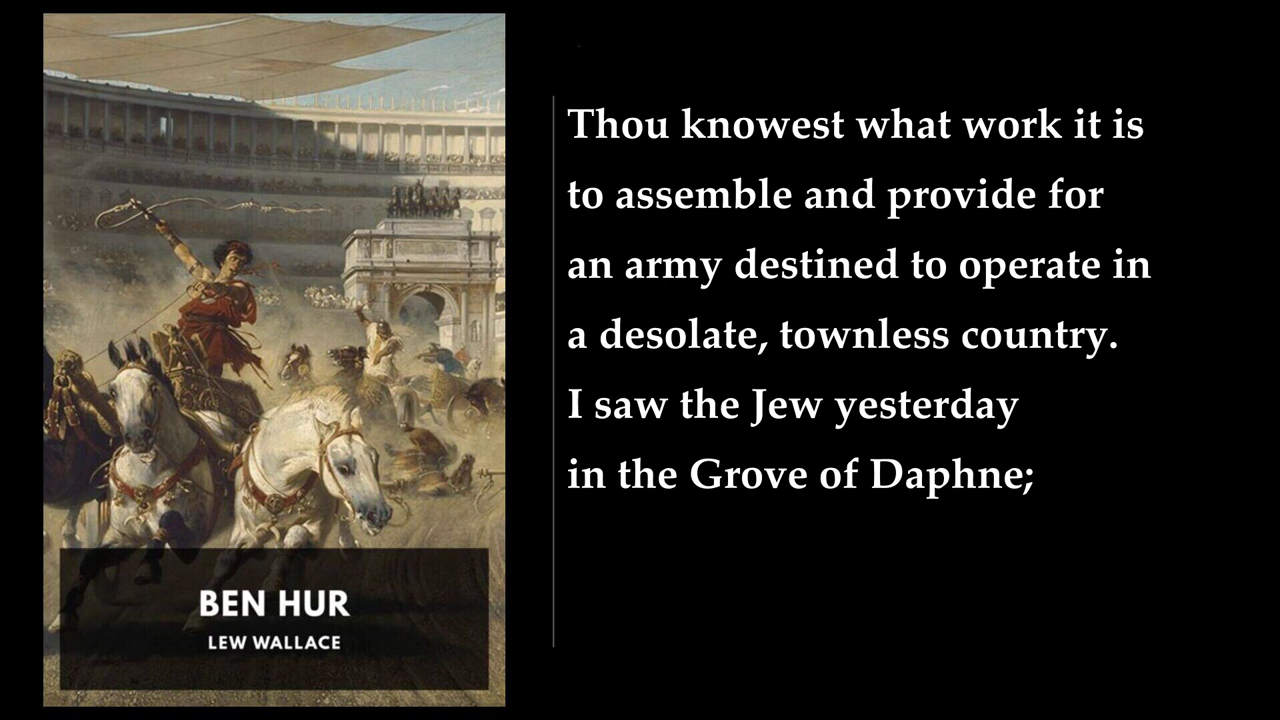 BEN HUR
LEW WALLACE
Thou knowest what work it is
to assemble and provide for
an army destined to operate in
a desolate, townless country.
I saw the Jew yesterday
in the Grove of Daphne;